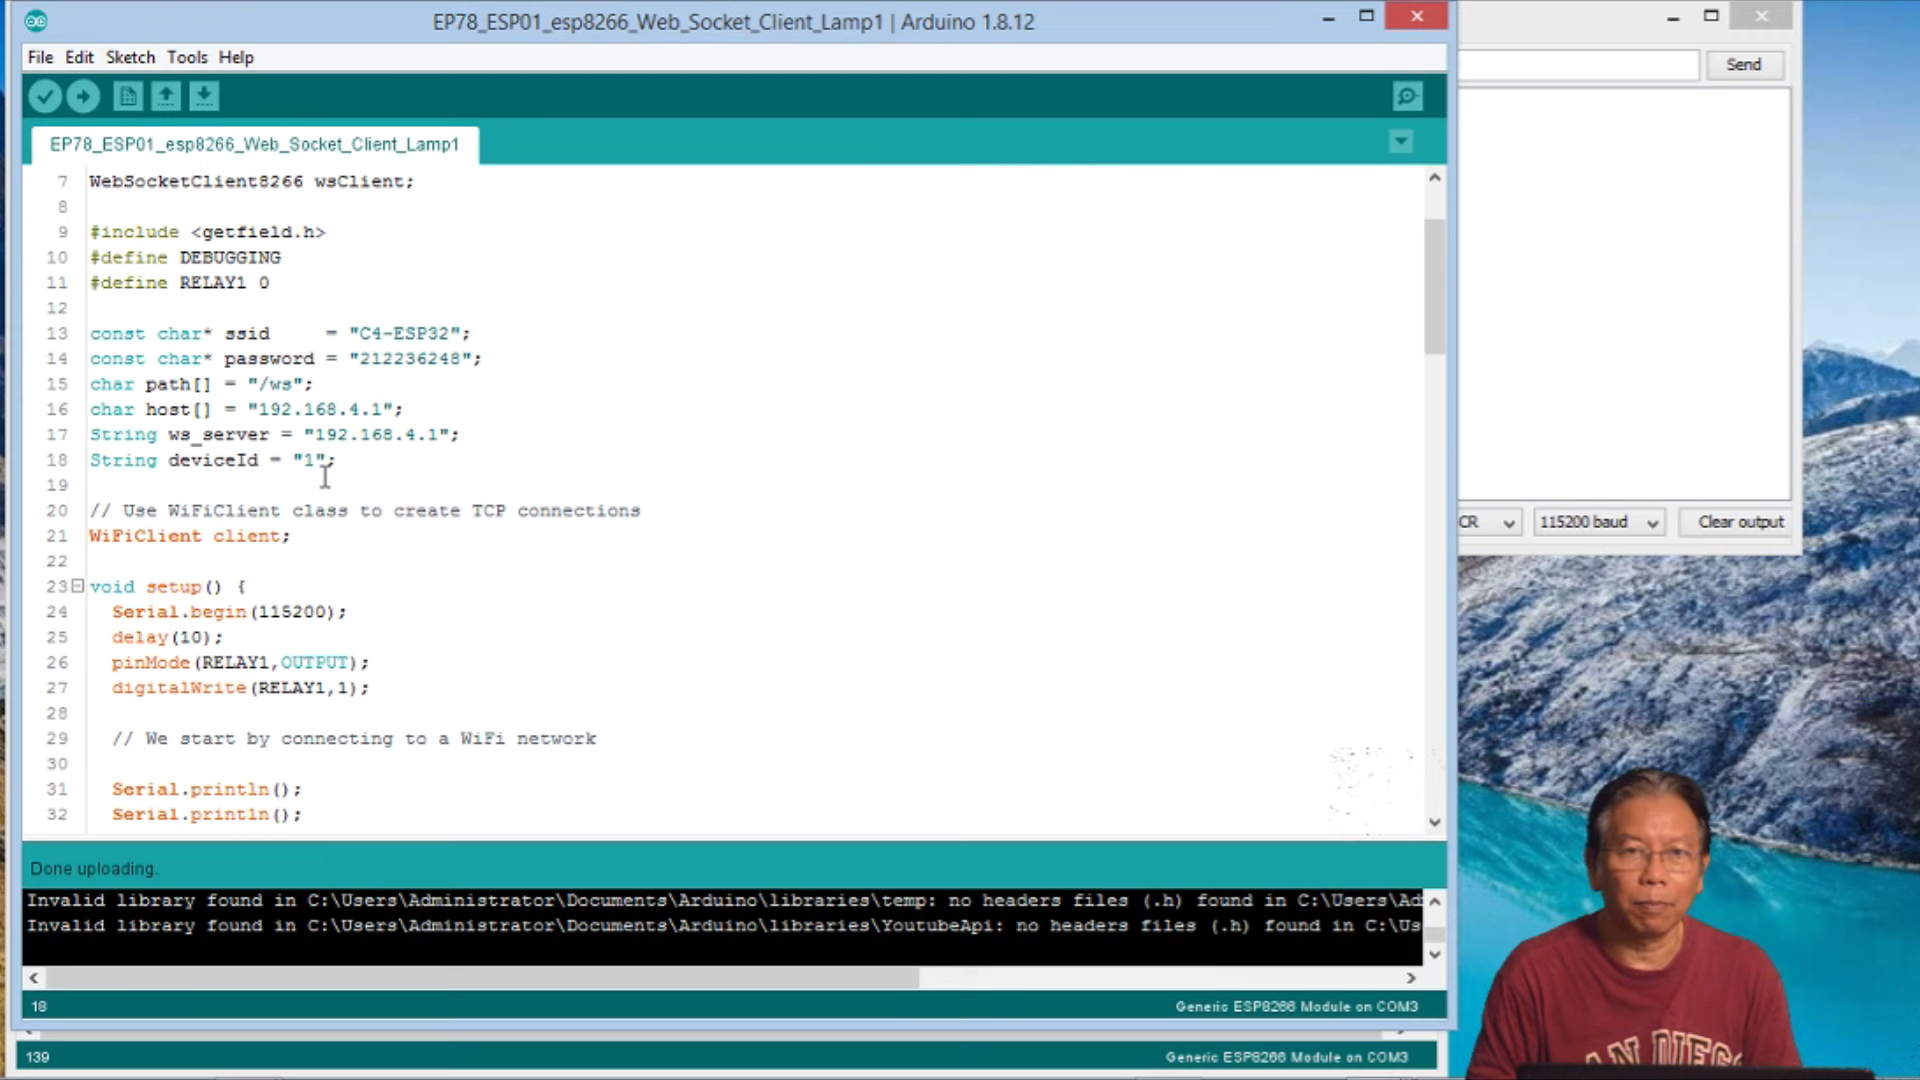 EP78_ESP01_esp8266_Web_Socket_Client_Lamp1 | Arduino 1.8.12
File Edit Sketch Tools Help
EP78_ESP01_esp8266_Web_Socket_Client_Lamp1
7 WebSocketClient8266 wsClient;
8
9 #include <getfield.h>
10 #define DEBUGGING
11 #define RELAY1 0
12
13 const char* ssid     = "C4-ESP32";
14 const char* password = "212236248";
15 char path[] = "/ws";
16 char host[] = "192.168.4.1";
17 String ws_server = "192.168.4.1";
18 String deviceId = "1";
19
20 // Use WiFiClient class to create TCP connections
21 WiFiClient client;
22
23 void setup() {
24   Serial.begin(115200);
25   delay(10);
26   pinMode(RELAY1,OUTPUT);
27   digitalWrite(RELAY1,1);
28
29   // We start by connecting to a WiFi network
30
31   Serial.println();
32   Serial.println();
Done uploading.
Invalid library found in C:\Users\Administrator\Documents\Arduino\libraries\temp: no headers files (.h) found in C:\Users\Ad
Invalid library found in C:\Users\Administrator\Documents\Arduino\libraries\YoutubeApi: no headers files (.h) found in C:\Us
18 Generic ESP8266 Module on COM3
139 Generic ESP8266 Module on COM3
Send
CR 115200 baud Clear output
AN DIEG